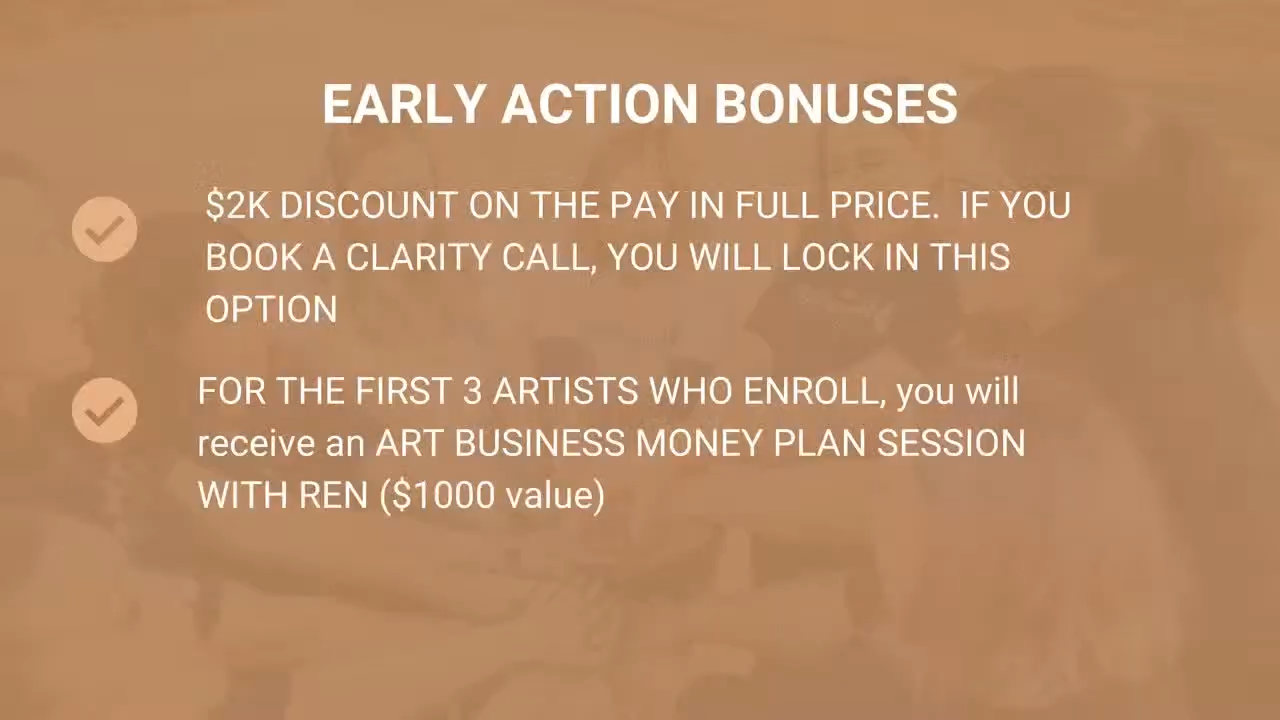 EARLY ACTION BONUSES
$2K DISCOUNT ON THE PAY IN FULL PRICE.  IF YOU
BOOK A CLARITY CALL, YOU WILL LOCK IN THIS
OPTION
FOR THE FIRST 3 ARTISTS WHO ENROLL, you will
receive an ART BUSINESS MONEY PLAN SESSION
WITH REN ($1000 value)